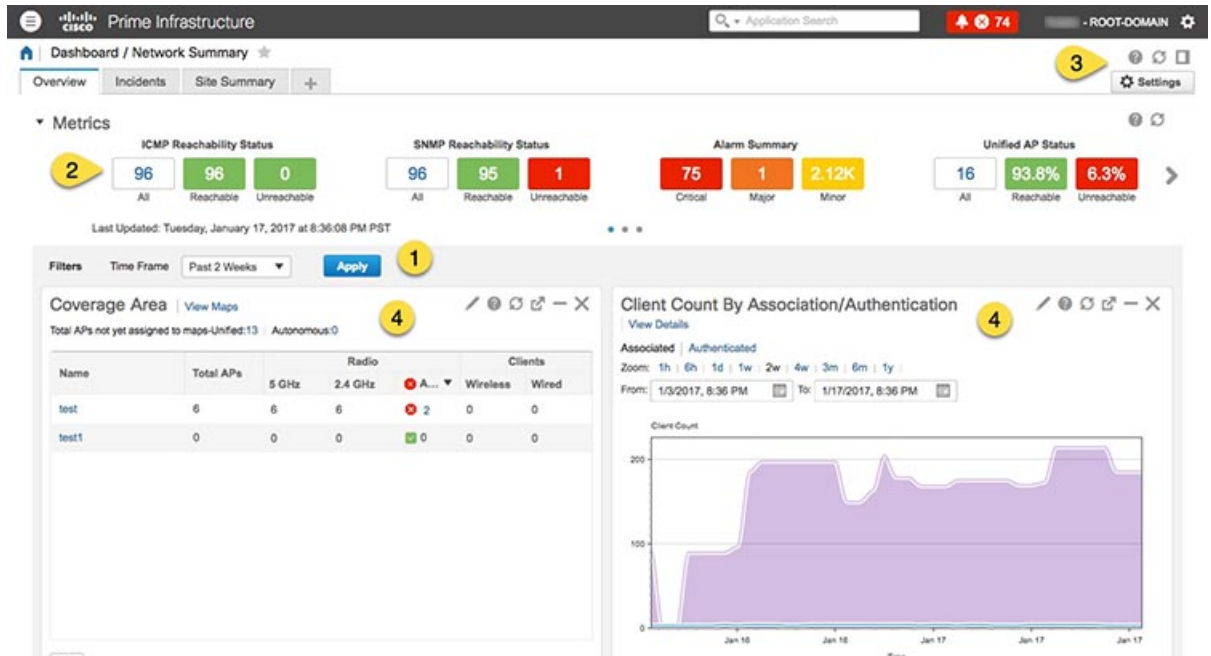 cisco Prime Infrastructure Application Search 74 - ROOT-DOMAIN
Dashboard / Network Summary
3
Overview Incidents Site Summary + Settings
Metrics
ICMP Reachability Status SNMP Reachability Status Alarm Summary Unified AP Status
2 96 96 0 96 95 1 75 1 2.12K 16 93.8% 6.3%
All Reachable Unreachable All Reachable Unreachable Critical Major Minor All Reachable Unreachable
Last Updated: Tuesday, January 17, 2017 at 8:36:08 PM PST
Filters Time Frame Past 2 Weeks Apply 1
Coverage Area | View Maps
4
Total APs not yet assigned to maps-Unified:13 | Autonomous:0
Name Total APs Radio Clients
5 GHz 2.4 GHz A... Wireless Wired
test 6 6 6 2 0 0
test1 0 0 0 0 0 0
Client Count By Association/Authentication
4
View Details
Associated | Authenticated
Zoom: 1h | 6h | 1d | 1w | 2w | 4w | 3m | 6m | 1y
From: 1/3/2017, 8:36 PM To: 1/17/2017, 8:36 PM
Client Count
200
100
0
Jan 16 Jan 16 Jan 17 Jan 17 Jan 17